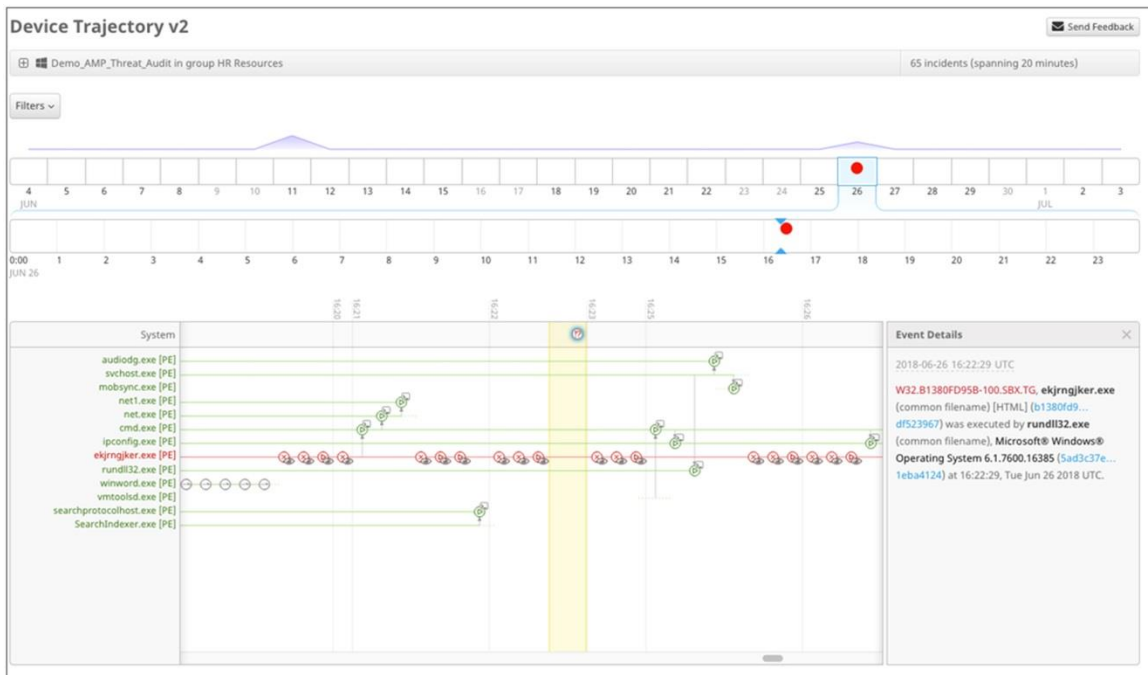 Device Trajectory v2
Send Feedback
Demo_AMP_Threat_Audit in group HR Resources
65 incidents (spanning 20 minutes)
Filters
4 5 6 7 8 9 10 11 12 13 14 15 16 17 18 19 20 21 22 23 24 25 26 27 28 29 30 1 2 3
JUN JUL
0:00 1 2 3 4 5 6 7 8 9 10 11 12 13 14 15 16 17 18 19 20 21 22 23
JUN 26
16:20 16:21 16:22 16:23 16:25 16:26
System
audiodg.exe [PE]
svchost.exe [PE]
mobsync.exe [PE]
net1.exe [PE]
net.exe [PE]
cmd.exe [PE]
ipconfig.exe [PE]
ekjrngjker.exe [PE]
rundll32.exe [PE]
winword.exe [PE]
vmtoolsd.exe [PE]
searchprotocolhost.exe [PE]
SearchIndexer.exe [PE]
Event Details
2018-06-26 16:22:29 UTC
W32.B1380FD95B-100.SBX.TG, ekjrngjker.exe
(common filename) [HTML] (b1380fd9...
df523967) was executed by rundll32.exe
(common filename), Microsoft® Windows®
Operating System 6.1.7600.16385 (5ad3c37e...
1eba4124) at 16:22:29, Tue Jun 26 2018 UTC.